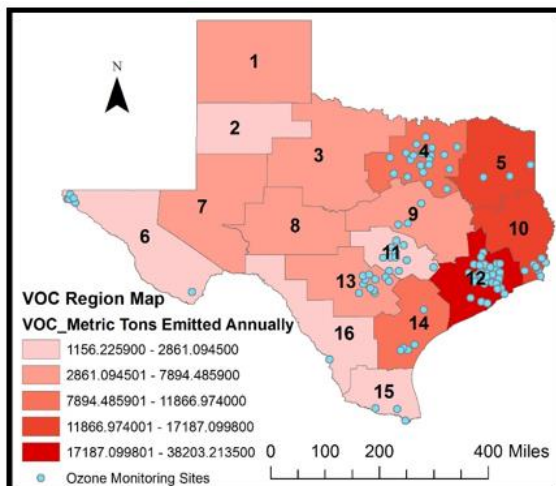 N
1
2
3
4
5
6
7
8
9
10
11
12
13
14
15
16
VOC Region Map
VOC_Metric Tons Emitted Annually
1156.225900 - 2861.094500
2861.094501 - 7894.485900
7894.485901 - 11866.974000
11866.974001 - 17187.099800
17187.099801 - 38203.213500
Ozone Monitoring Sites
0 100 200 400 Miles